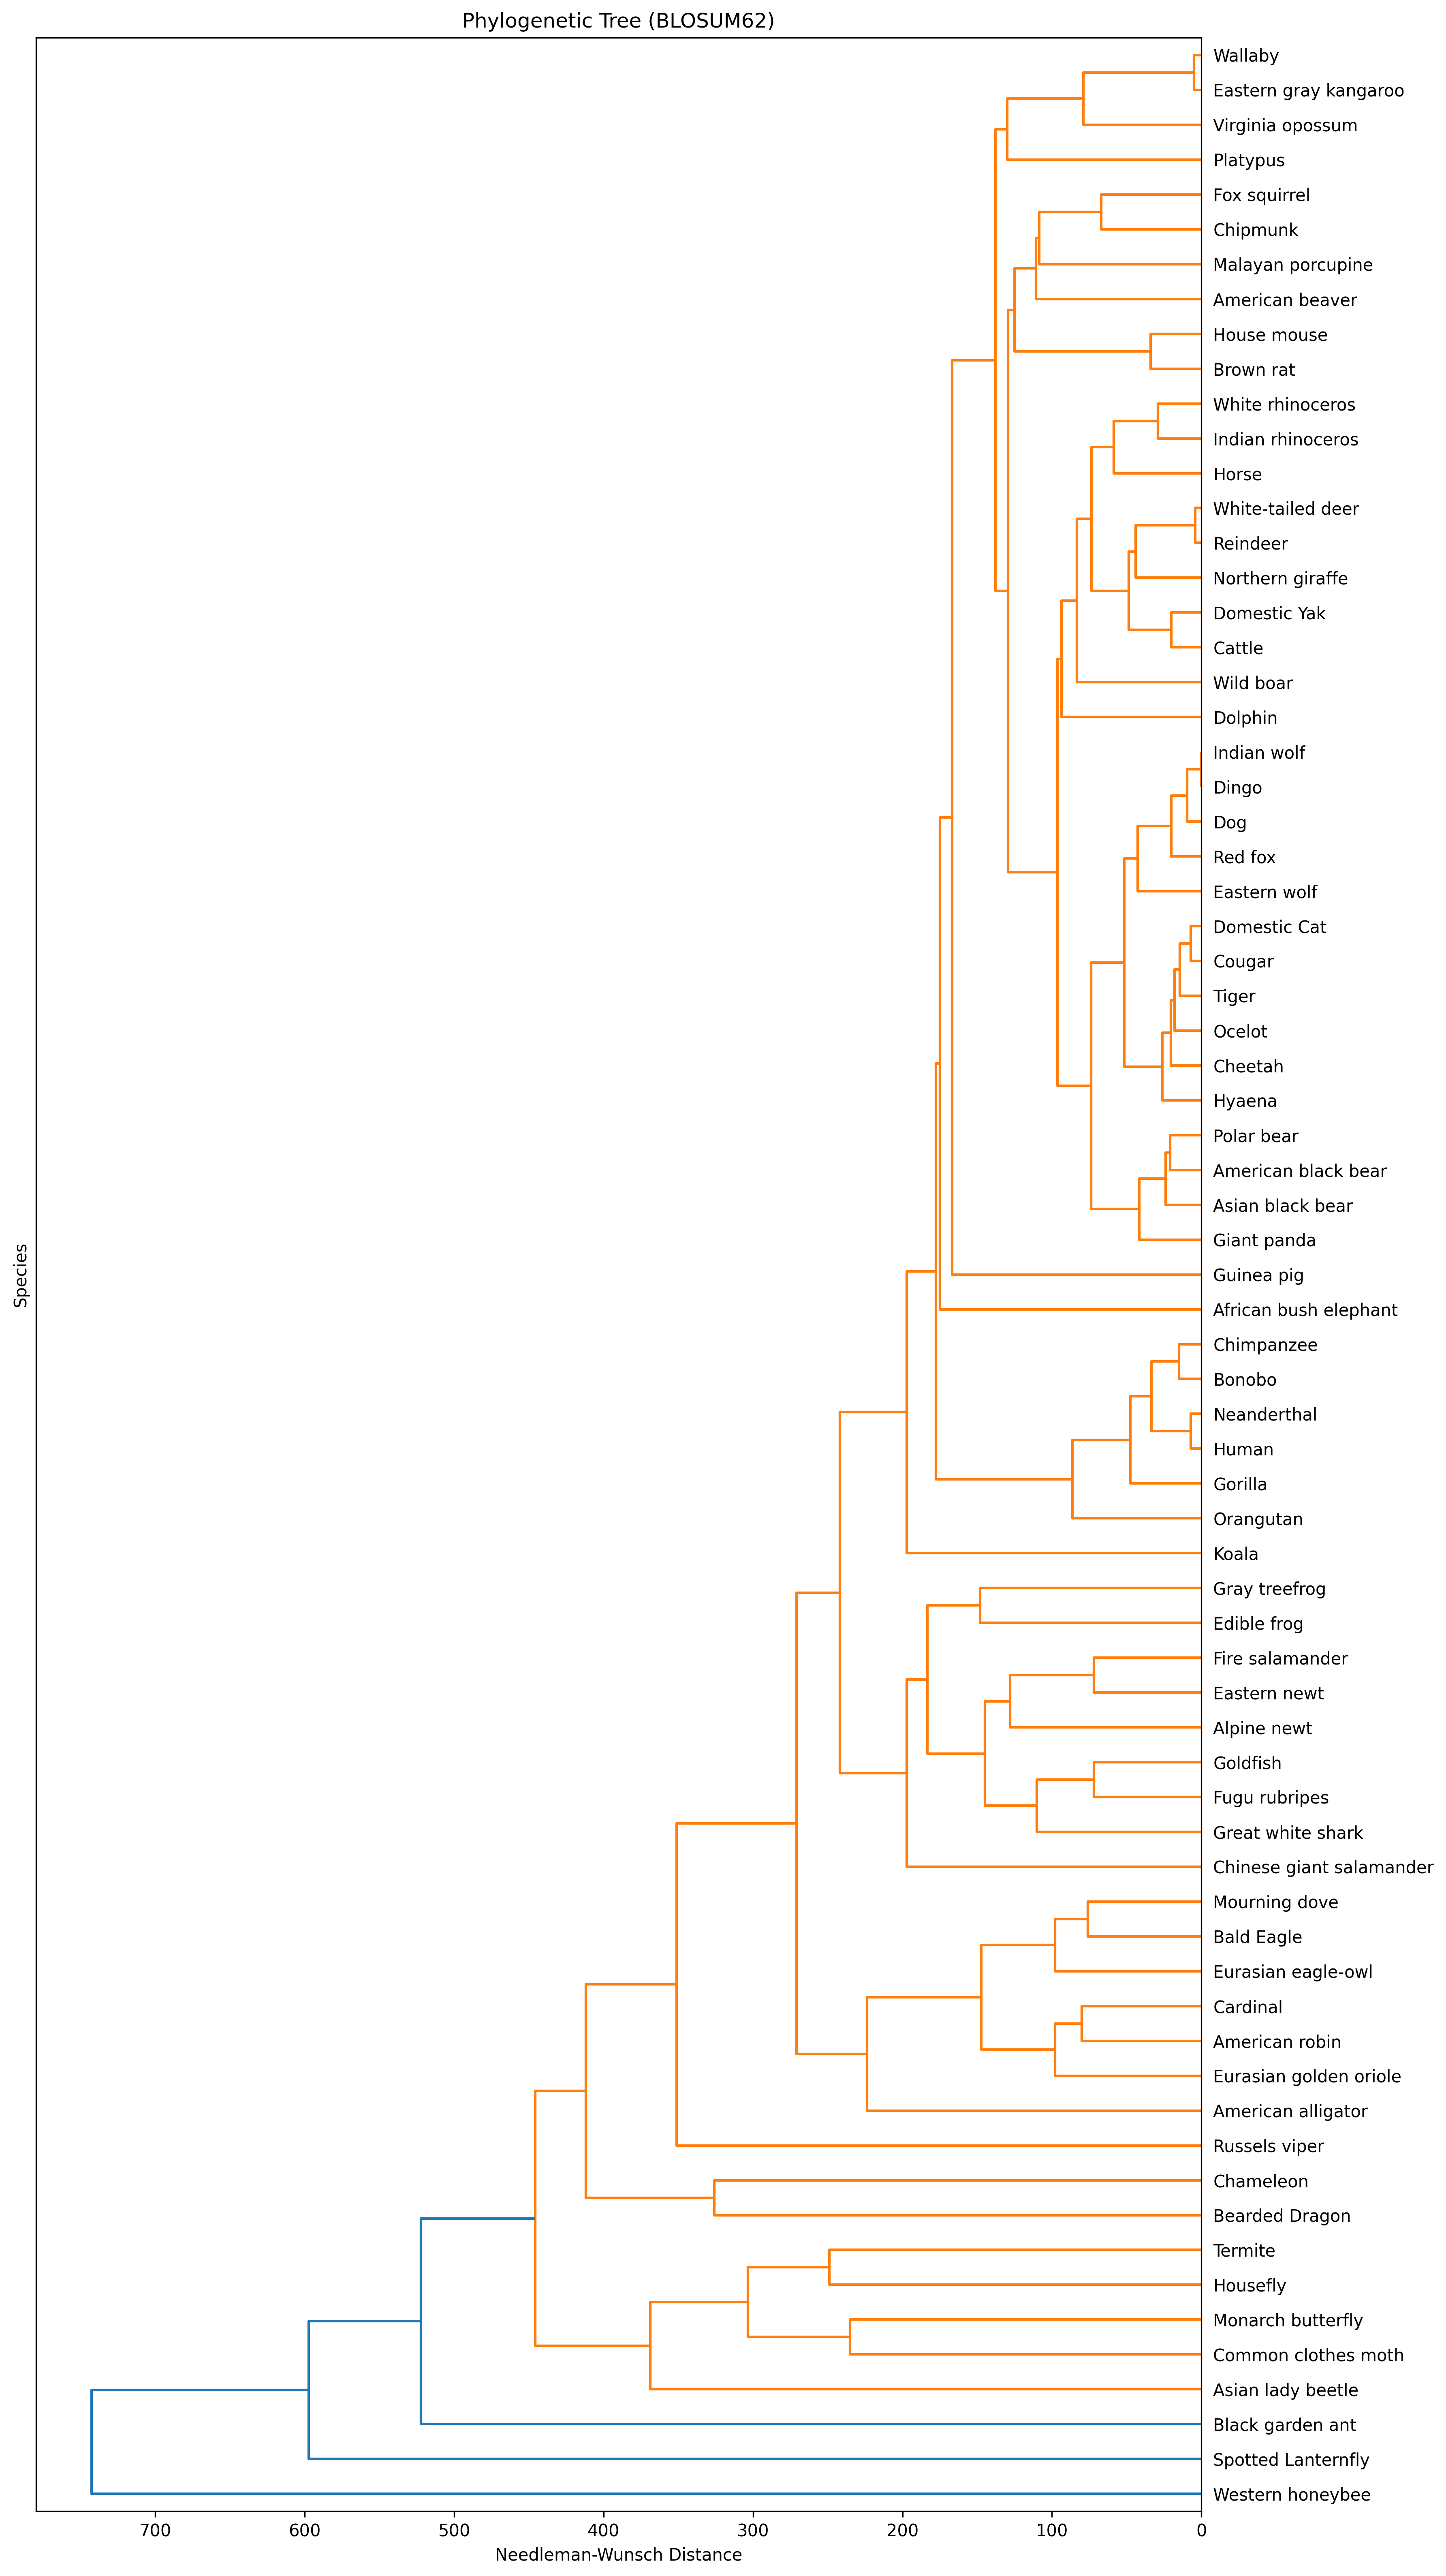 Phylogenetic Tree (BLOSUM62)
Wallaby
Eastern gray kangaroo
Virginia opossum
Platypus
Fox squirrel
Chipmunk
Malayan porcupine
American beaver
House mouse
Brown rat
White rhinoceros
Indian rhinoceros
Horse
White-tailed deer
Reindeer
Northern giraffe
Domestic Yak
Cattle
Wild boar
Dolphin
Indian wolf
Dingo
Dog
Red fox
Eastern wolf
Domestic Cat
Cougar
Tiger
Ocelot
Cheetah
Hyaena
Polar bear
American black bear
Asian black bear
Giant panda
Guinea pig
African bush elephant
Chimpanzee
Bonobo
Neanderthal
Human
Gorilla
Orangutan
Koala
Gray treefrog
Edible frog
Fire salamander
Eastern newt
Alpine newt
Goldfish
Fugu rubripes
Great white shark
Chinese giant salamander
Mourning dove
Bald Eagle
Eurasian eagle-owl
Cardinal
American robin
Eurasian golden oriole
American alligator
Russels viper
Chameleon
Bearded Dragon
Termite
Housefly
Monarch butterfly
Common clothes moth
Asian lady beetle
Black garden ant
Spotted Lanternfly
Western honeybee
Species
700 600 500 400 300 200 100 0
Needleman-Wunsch Distance